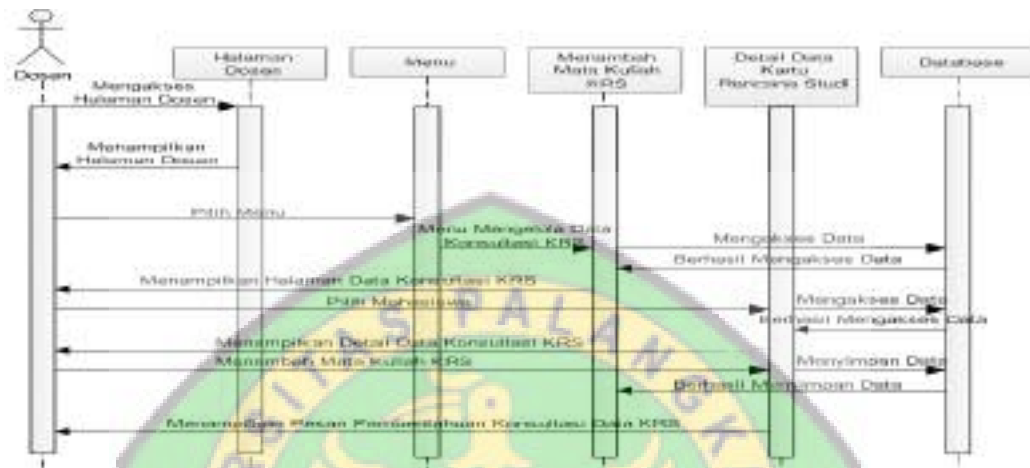 Dosen
Halaman
Dosen
Menu
Menambah
Mata Kuliah
KRS
Detail Data
Kartu
Rencana Studi
Database
Mengakses
Halaman Dosen
Menampilkan
Halaman Dosen
Pilih Menu
Menu Mengelola Data
Konsultasi KRS
Mengakses Data
Berhasil Mengakses Data
Menampilkan Halaman Data Konsultasi KRS
Pilih Mahasiswa
Mengakses Data
Berhasil Mengakses Data
Menampilkan Detail Data Konsultasi KRS
Menambah Mata Kuliah KRS
Menyimpan Data
Berhasil Menyimpan Data
Menampilkan Pesan Pemberitahuan Konsultasi Data KRS
SITAS PALANGK